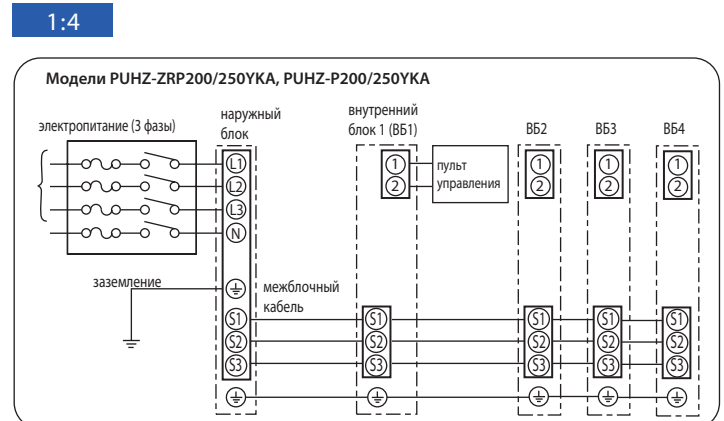 1:4
Модели PUHZ-ZRP200/250YKA, PUHZ-P200/250YKA
электропитание (3 фазы)
наружный
блок
внутренний
блок 1 (ВБ1)
ВБ2
ВБ3
ВБ4
L1
L2
L3
N
1
2
пульт
управления
1
2
1
2
1
2
заземление
межблочный
кабель
S1
S2
S3
S1
S2
S3
S1
S2
S3
S1
S2
S3
S1
S2
S3